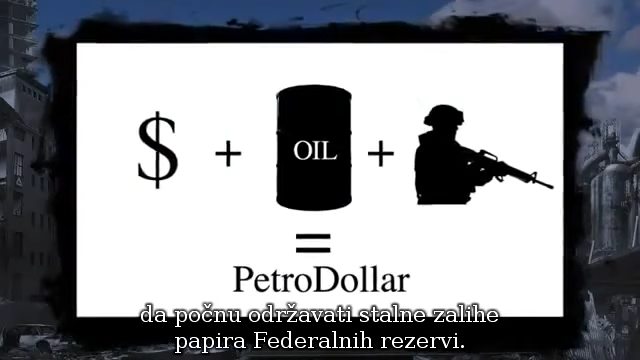 $ + OIL +
=
PetroDollar
da počnu održavati stalne zalihe
papira Federalnih rezervi.